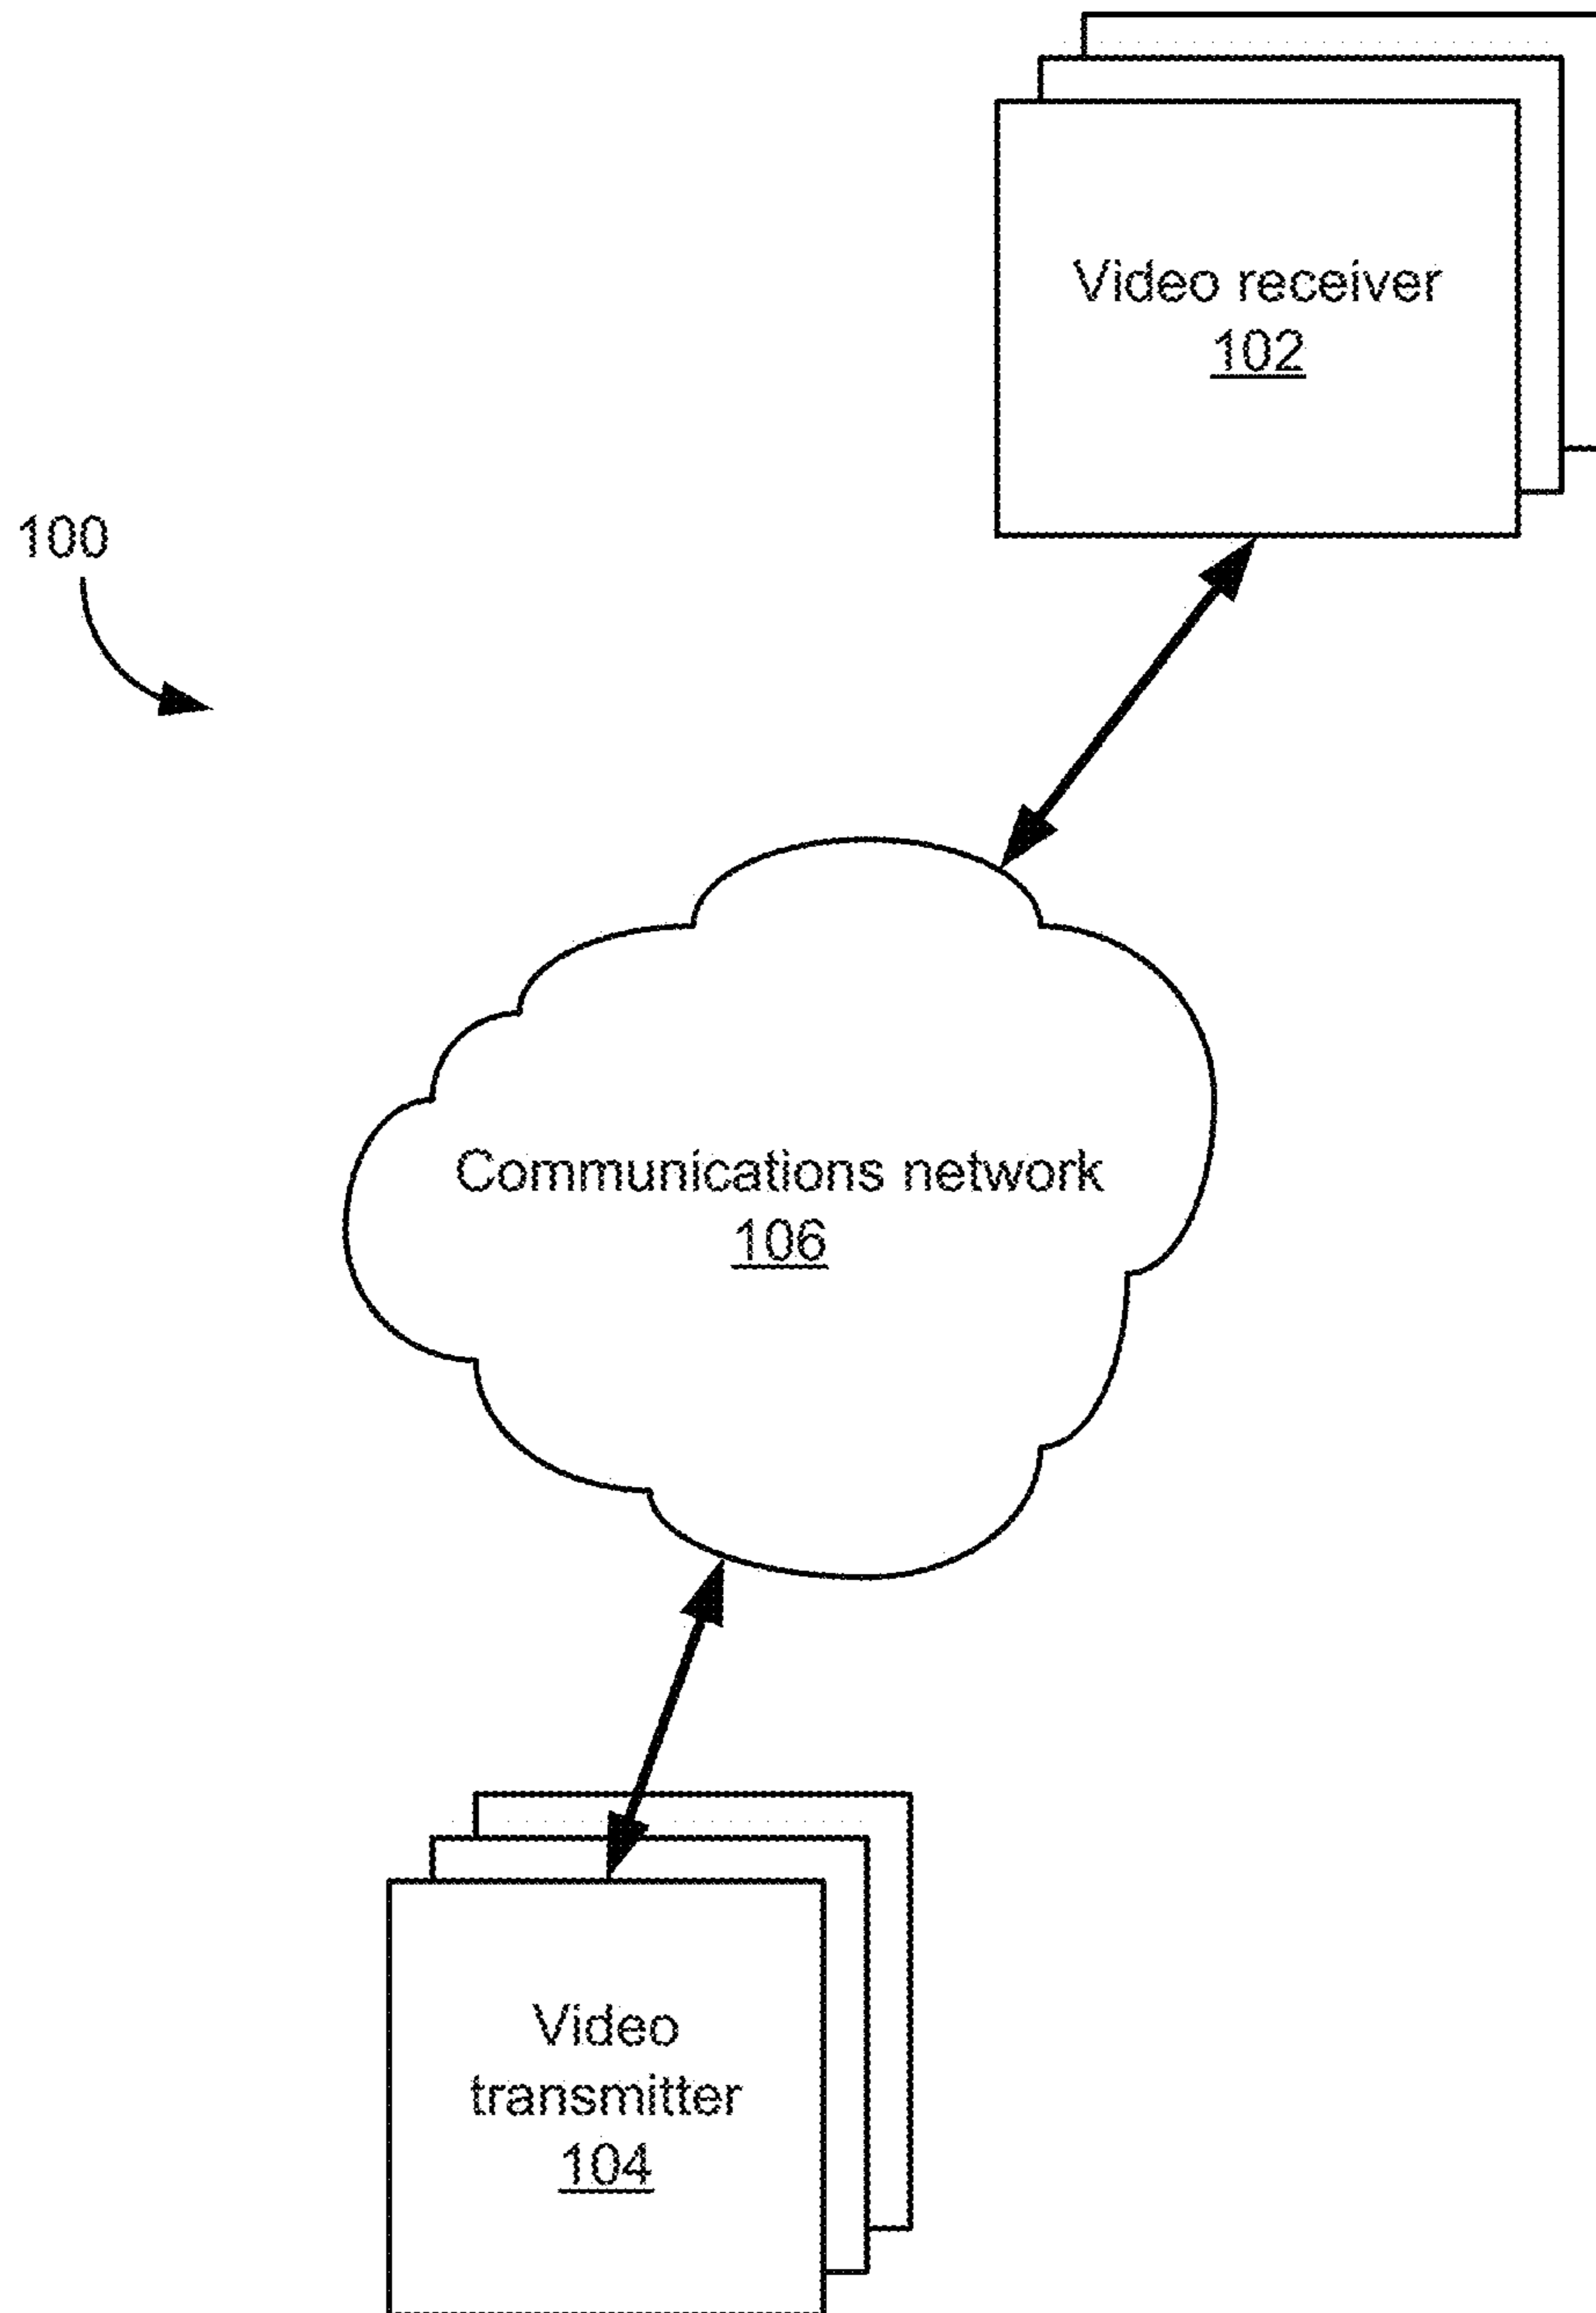 Video receiver
102
100
Communications network
106
Video
transmitter
104